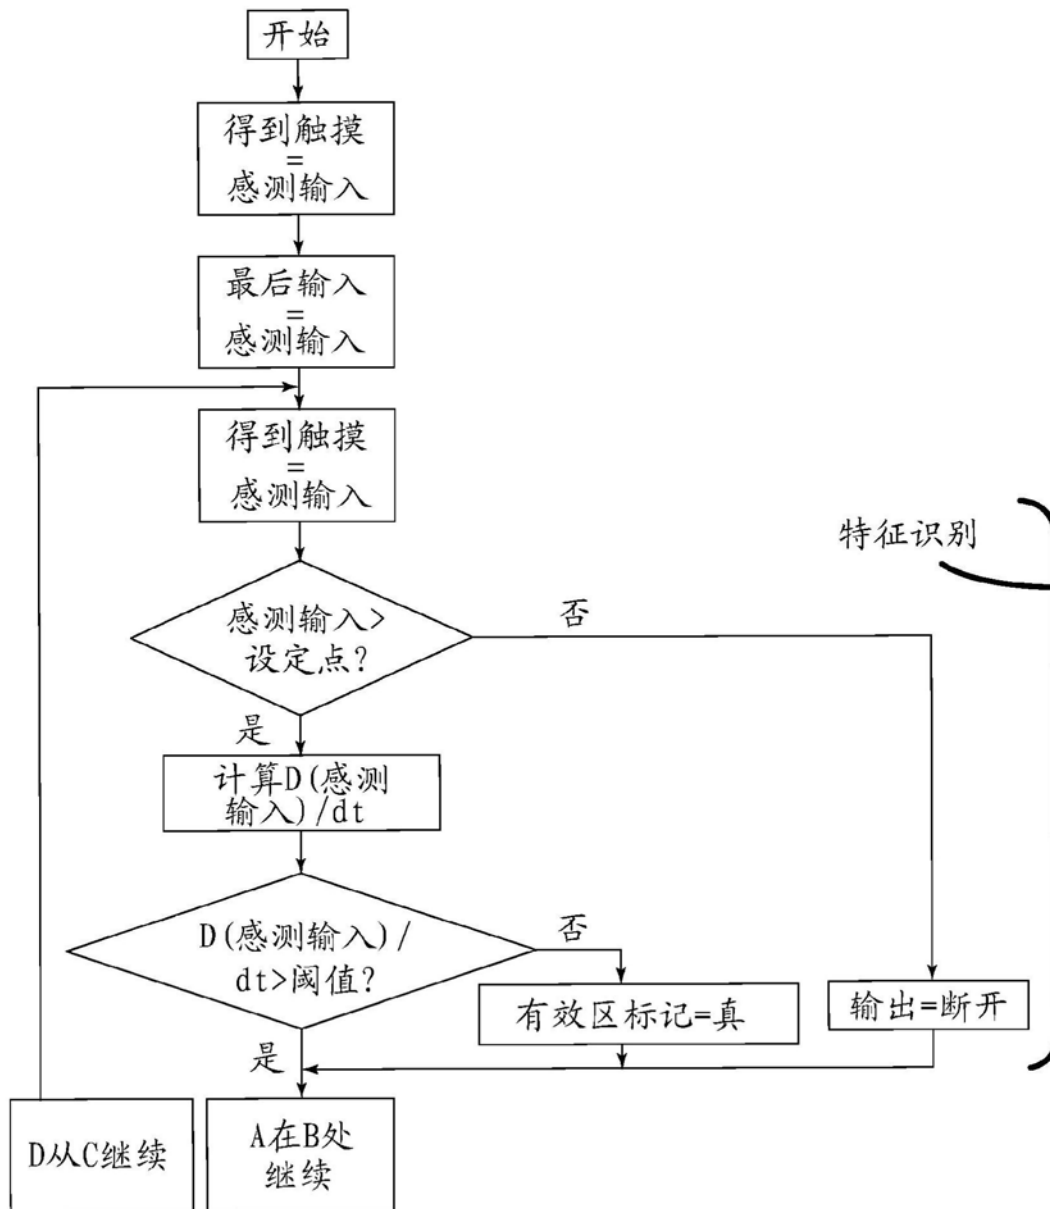 开始
得到触摸
=
感测输入
最后输入
=
感测输入
得到触摸
=
感测输入
特征识别
感测输入>
设定点?
否
是
计算D(感测
输入)/dt
D(感测输入)/
dt>阈值?
否
有效区标记=真
输出=断开
是
D从C继续
A在B处
继续